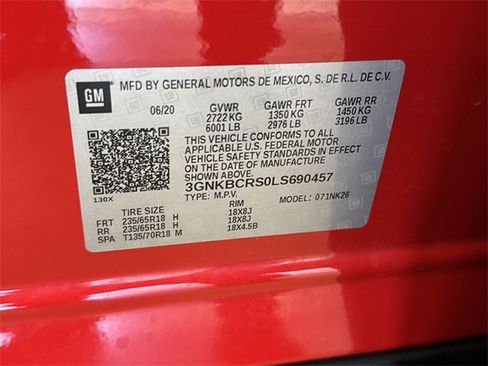 GM
MFD BY GENERAL MOTORS DE MEXICO, S. DE R.L. DE C.V.
06/20 GVWR GAWR FRT GAWR RR
2722 KG 1350 KG 1450 KG
6001 LB 2976 LB 3196 LB
THIS VEHICLE CONFORMS TO ALL
APPLICABLE U.S. FEDERAL MOTOR
VEHICLE SAFETY STANDARDS IN EFFECT
ON THE DATE OF MANUFACTURE
3GNKBCRS0LS690457
130X TYPE: M.P.V. MODEL: 071NK26
TIRE SIZE RIM
FRT 235/65R18 H 18X8J
RR 235/65R18 H 18X8J
SPA T135/70R18 M 18X4.5B